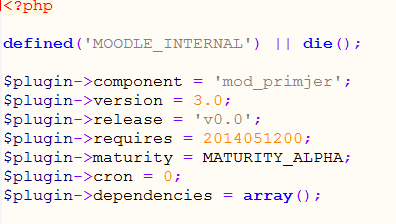 <?php
defined('MOODLE_INTERNAL') || die();
$plugin->component = 'mod_primjer';
$plugin->version = 3.0;
$plugin->release = 'v0.0';
$plugin->requires = 2014051200;
$plugin->maturity = MATURITY_ALPHA;
$plugin->cron = 0;
$plugin->dependencies = array();